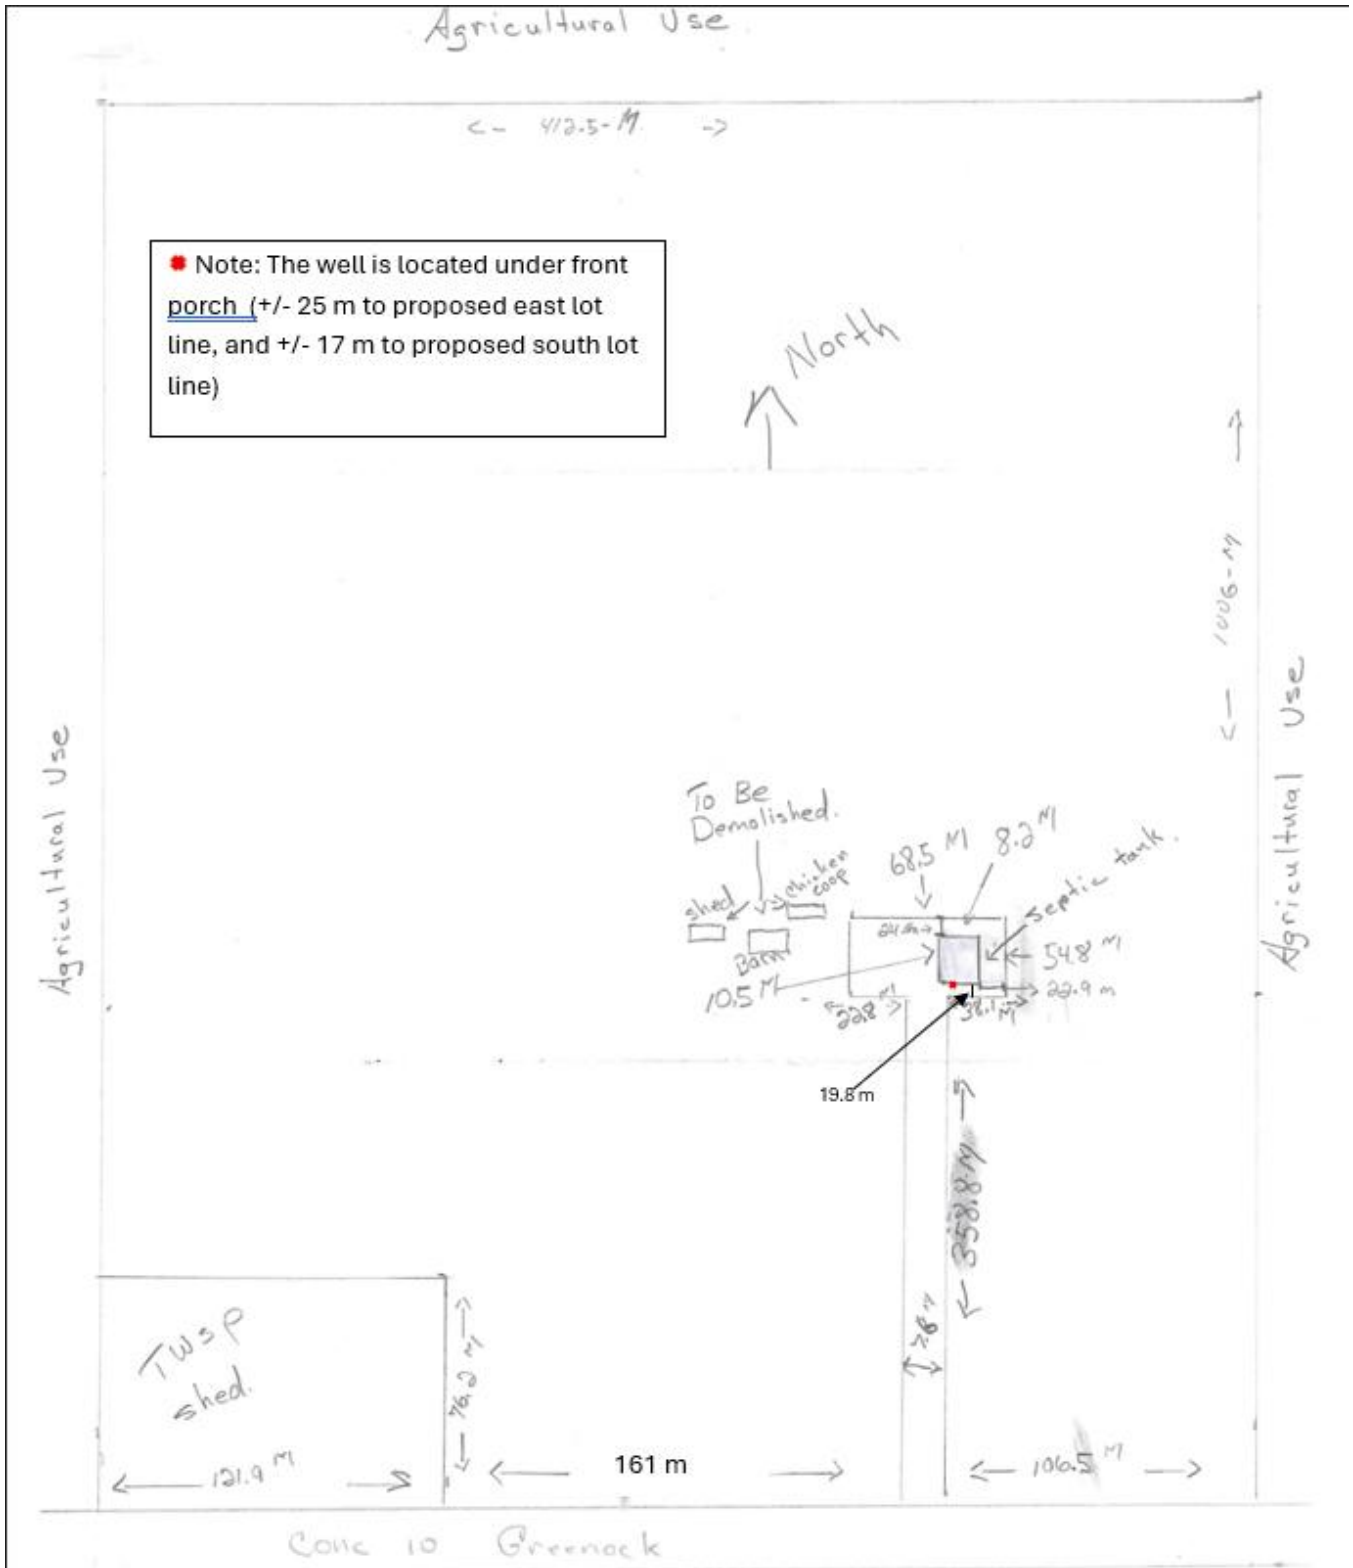 Agricultural Use
<- 412.5-M. ->
Note: The well is located under front
porch (+/- 25 m to proposed east lot
line, and +/- 17 m to proposed south lot
line)
North
<- 1006-M ->
Agricultural Use
Agricultural Use
To Be
Demolished.
shed
chicken
coop
Barn
68.5 M
8.2 M
septic tank.
54.8 M
22.9 m
10.5 M
22.8 M
38.1 M
19.8 m
358.8 M
TWSP
shed.
76.2 M
121.9 M
161 m
106.5 M
Conc 10 Greenock